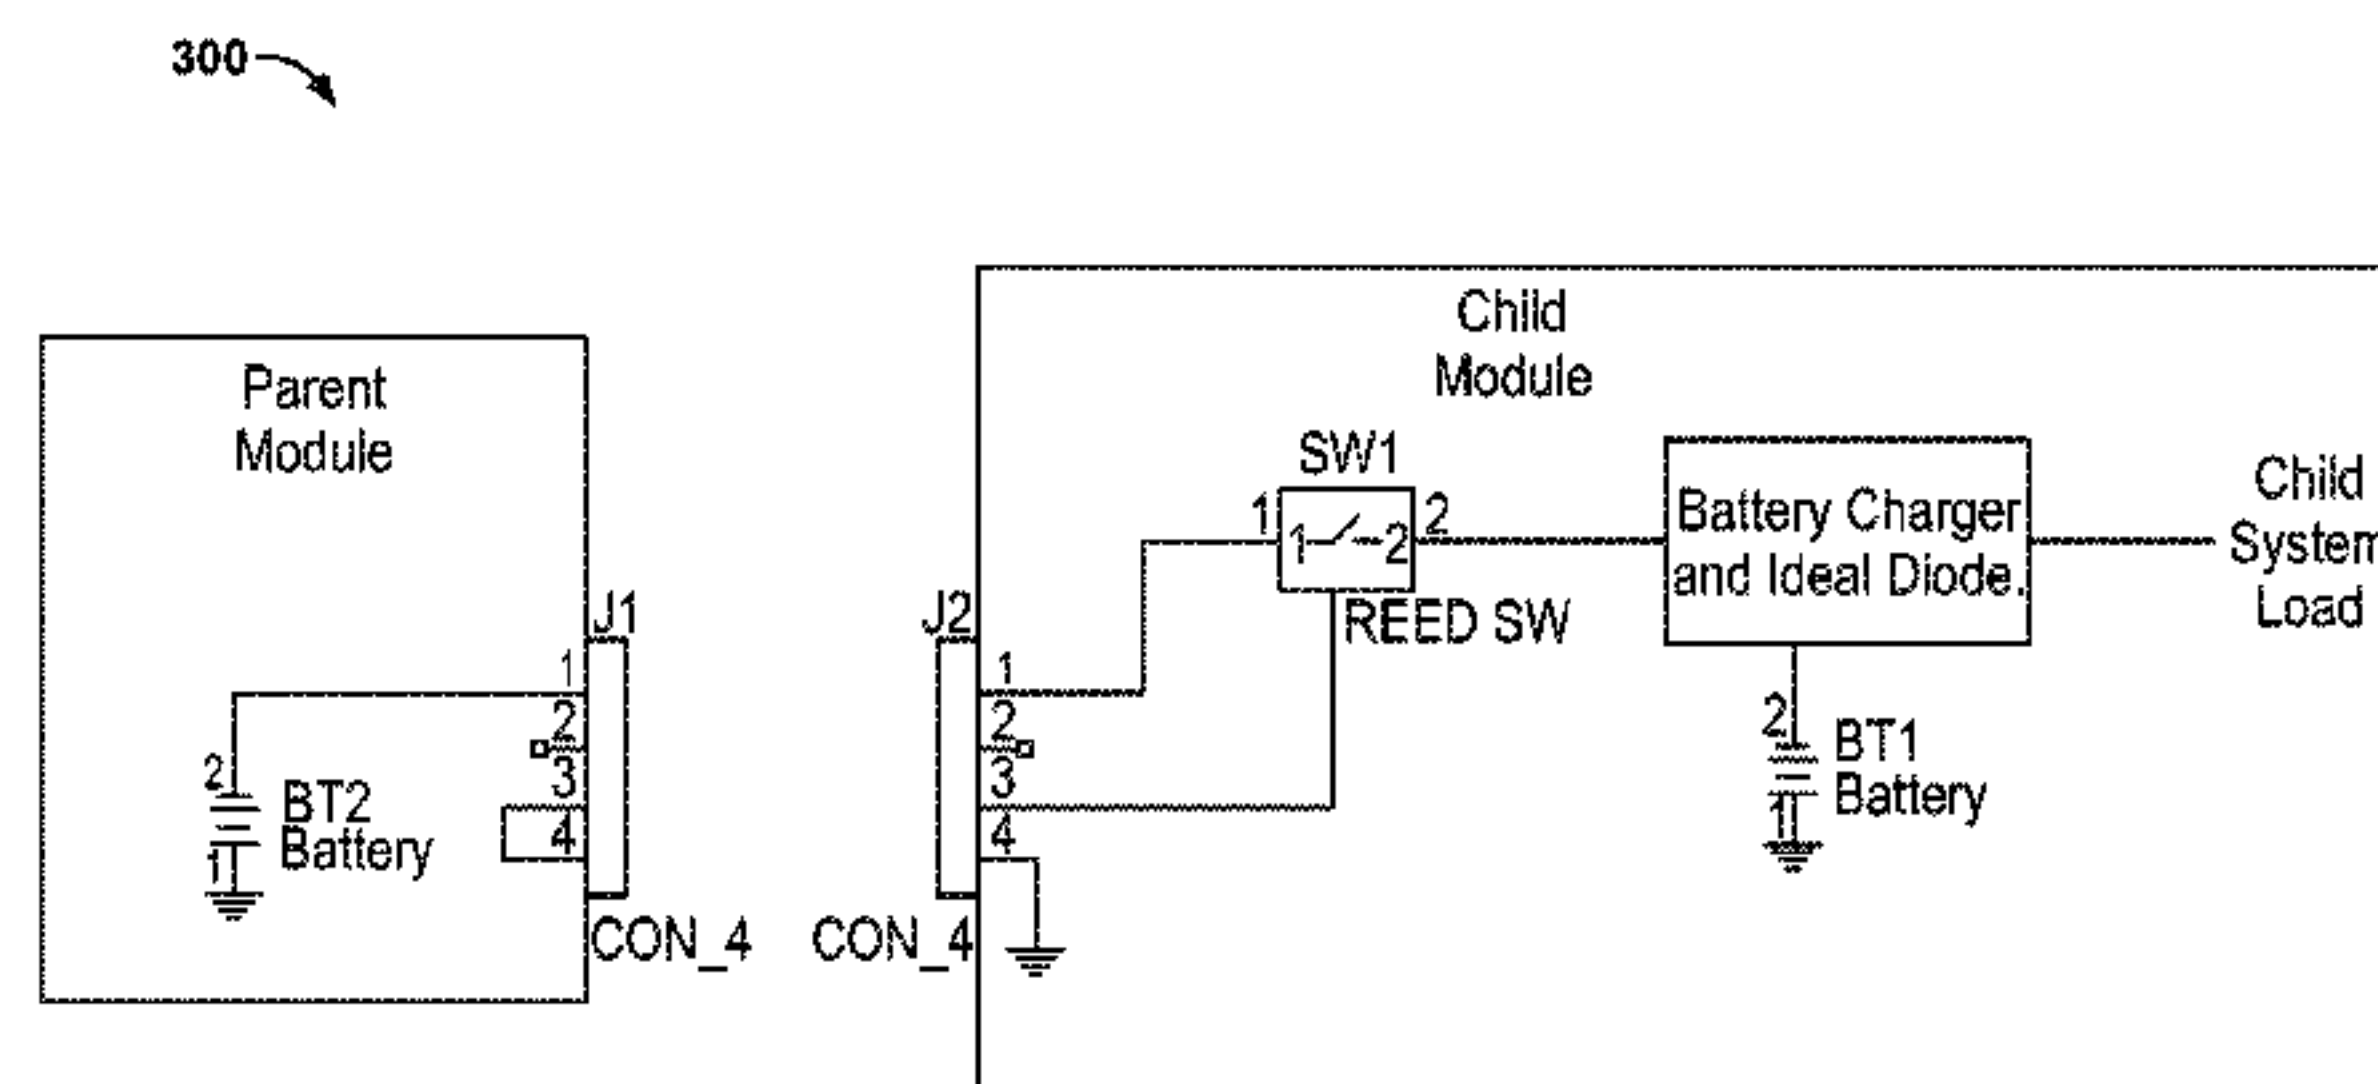 300
Child
Module
Parent
Module
SW1
1
1
2
2
REED SW
Battery Charger
and Ideal Diode.
Child
System
Load
J1
1
2
3
4
CON_4
2
BT2
Battery
1
J2
1
2
3
4
CON_4
2
BT1
Battery
1